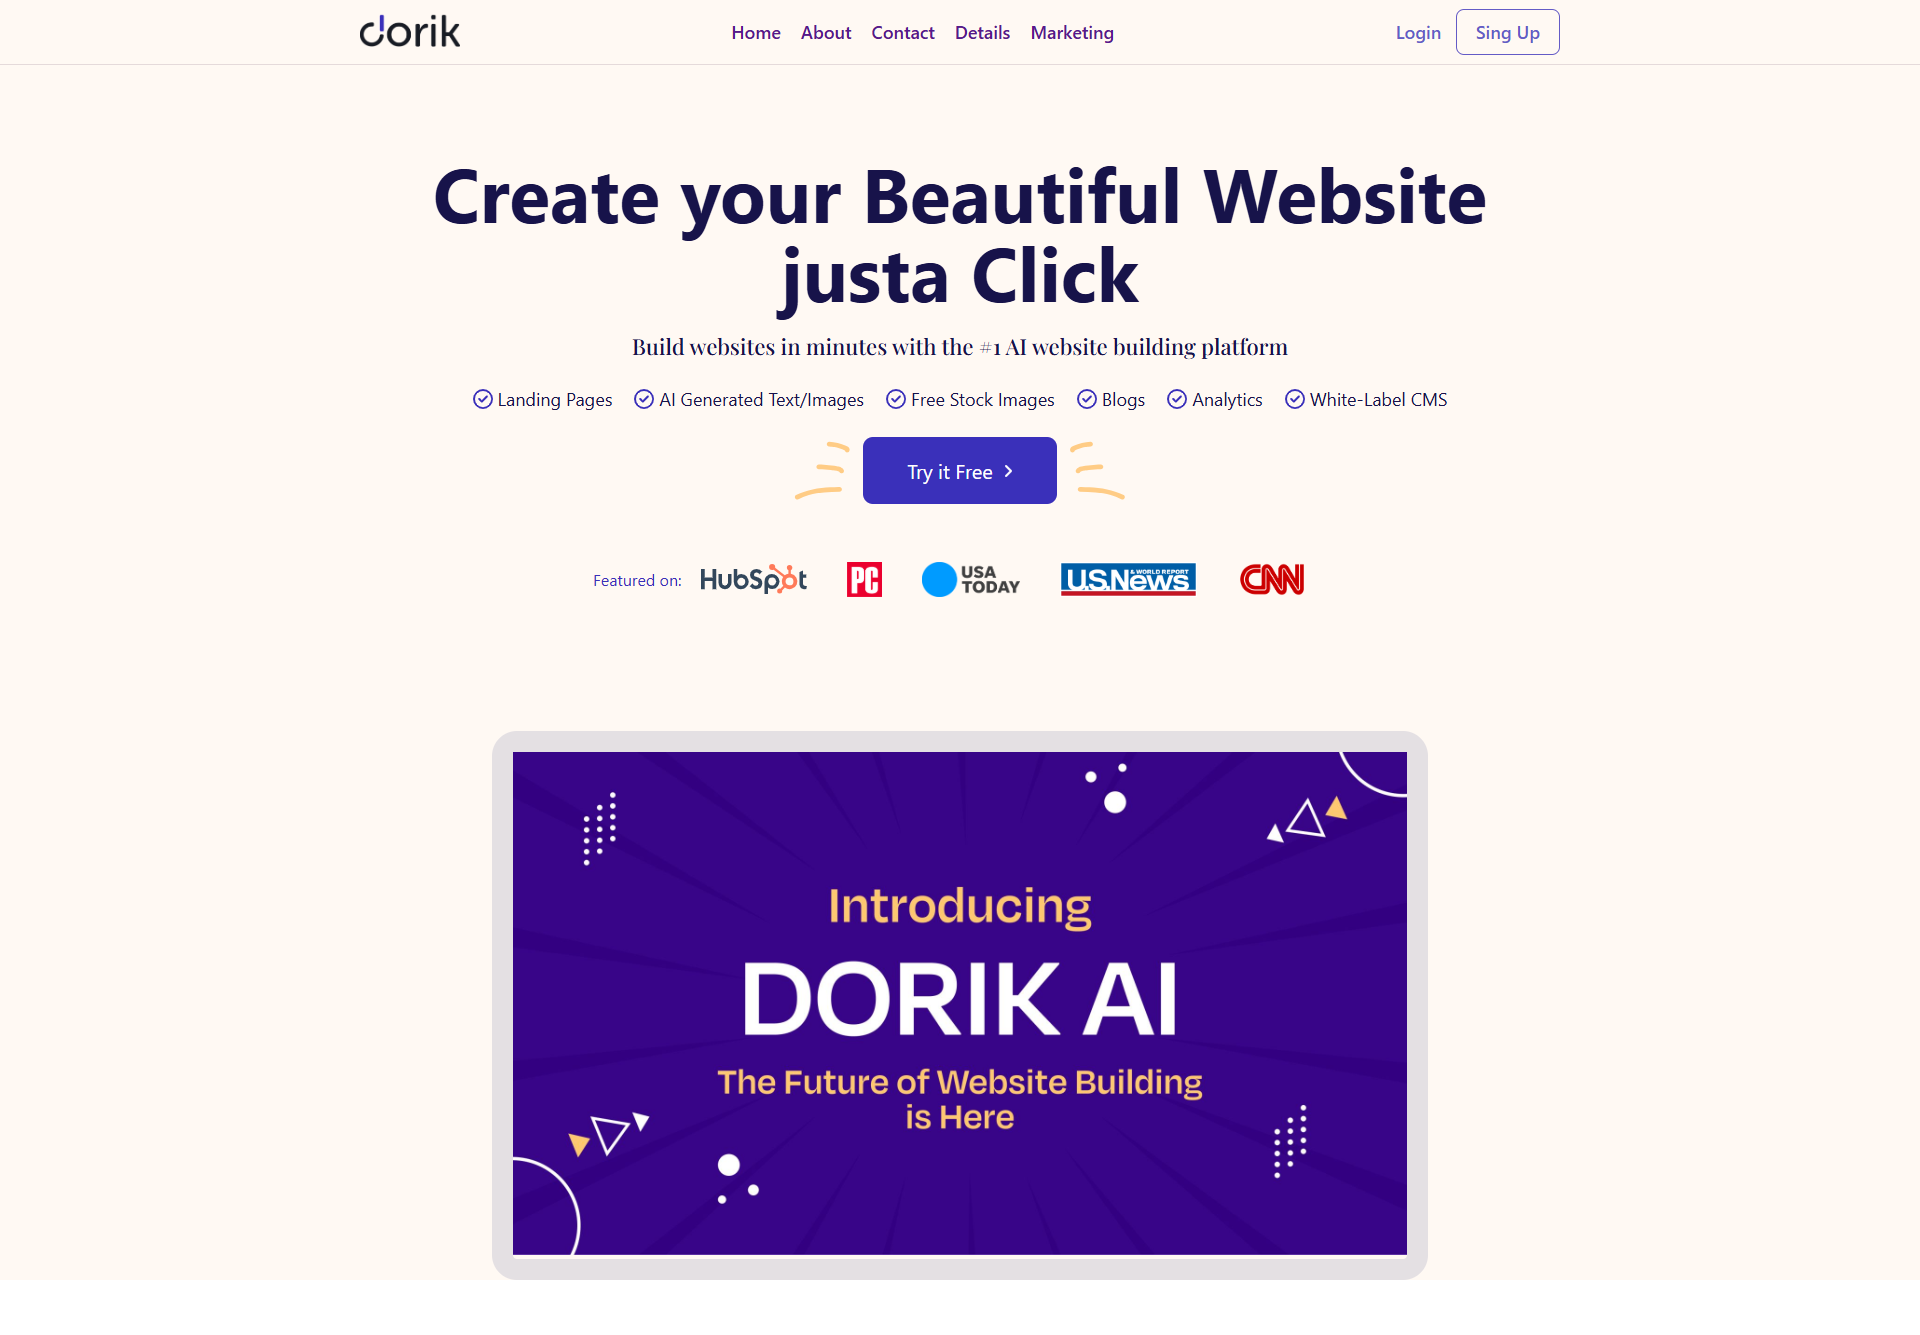 dorik
Home About Contact Details Marketing
Login Sing Up
Create your Beautiful Website
justa Click
Build websites in minutes with the #1 AI website building platform
Landing Pages AI Generated Text/Images Free Stock Images Blogs Analytics White-Label CMS
Try it Free
Featured on: HubSpot PC USA TODAY U.S.News & WORLD REPORT CNN
Introducing
DORIK AI
The Future of Website Building
is Here